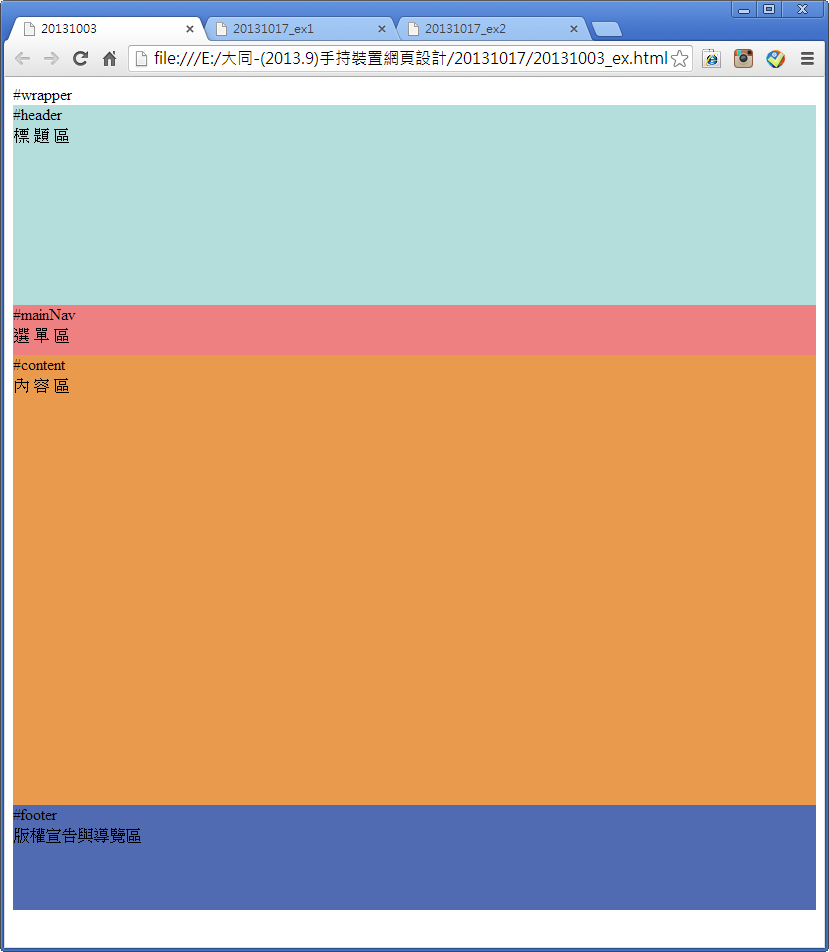 20131003
20131017_ex1
20131017_ex2
file:///E:/大同-(2013.9)手持裝置網頁設計/20131017/20131003_ex.html
#wrapper
#header
標 題 區
#mainNav
選 單 區
#content
內 容 區
#footer
版權宣告與導覽區